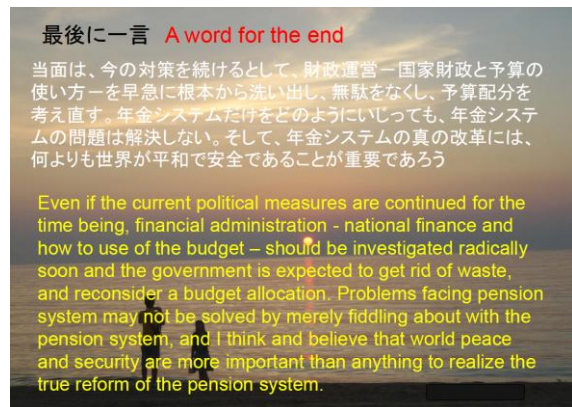 最後に一言 A word for the end
当面は、今の対策を続けるとして、財政運営－国家財政と予算の
使い方－を早急に根本から洗い出し、無駄をなくし、予算配分を
考え直す。年金システムだけをどのようにいじっても、年金システ
ムの問題は解決しない。そして、年金システムの真の改革には、
何よりも世界が平和で安全であることが重要であろう
Even if the current political measures are continued for the
time being, financial administration - national finance and
how to use of the budget – should be investigated radically
soon and the government is expected to get rid of waste,
and reconsider a budget allocation. Problems facing pension
system may not be solved by merely fiddling about with the
pension system, and I think and believe that world peace
and security are more important than anything to realize the
true reform of the pension system.